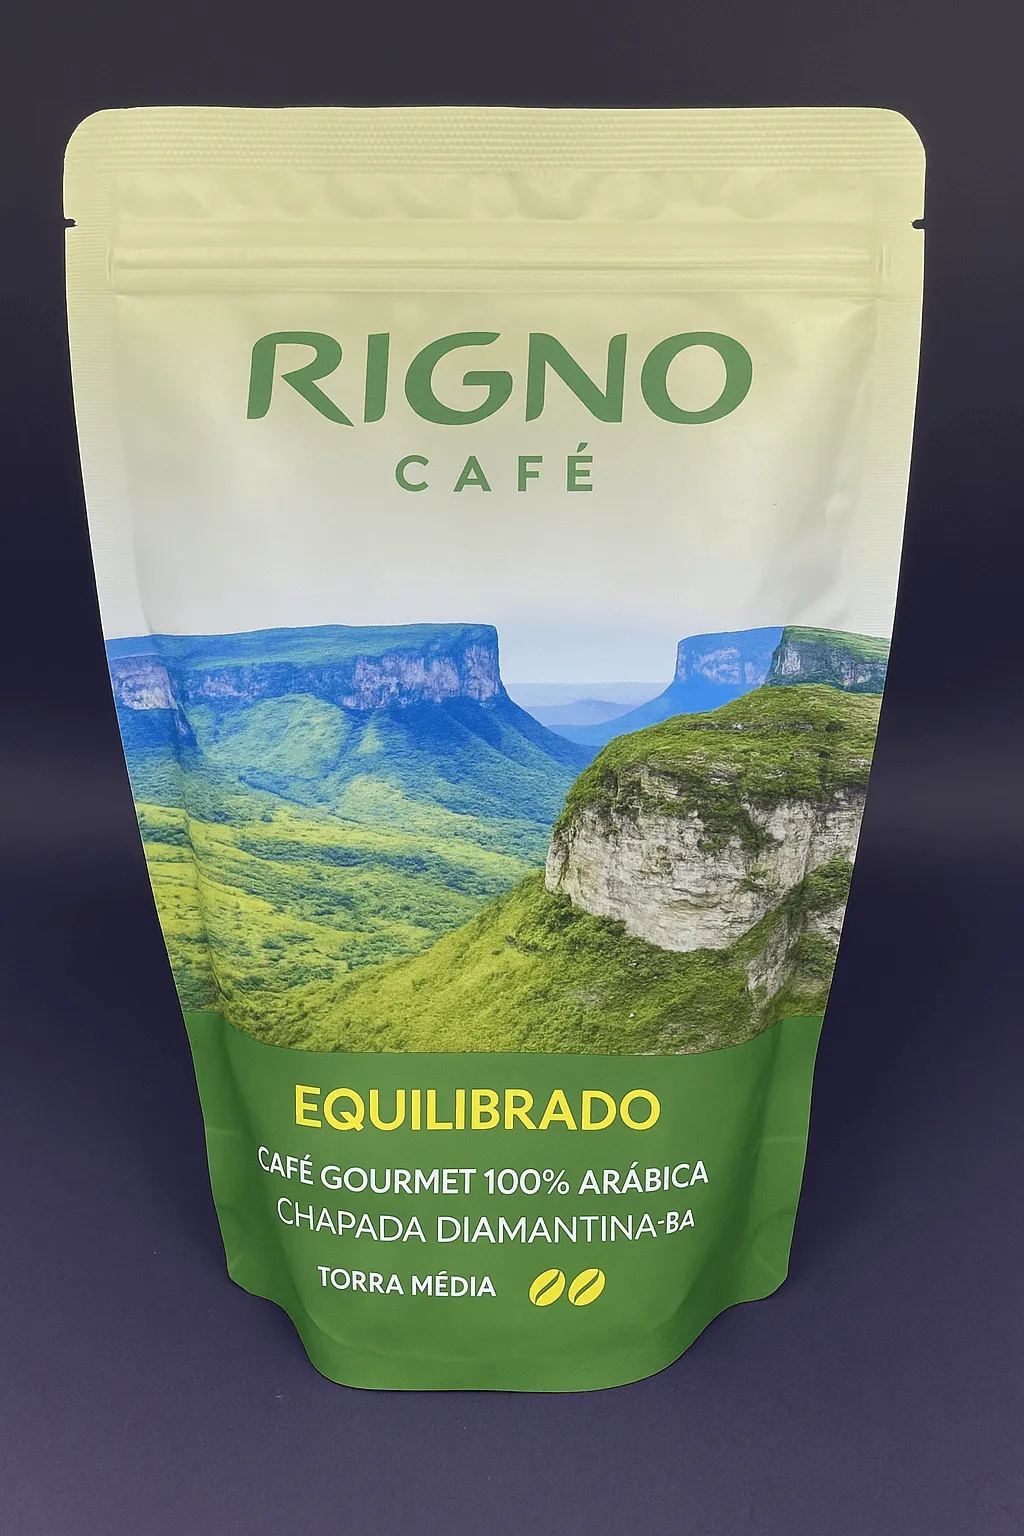 RIGNO
CAFÉ
EQUILIBRADO
CAFÉ GOURMET 100% ARÁBICA
CHAPADA DIAMANTINA-BA
TORRA MÉDIA